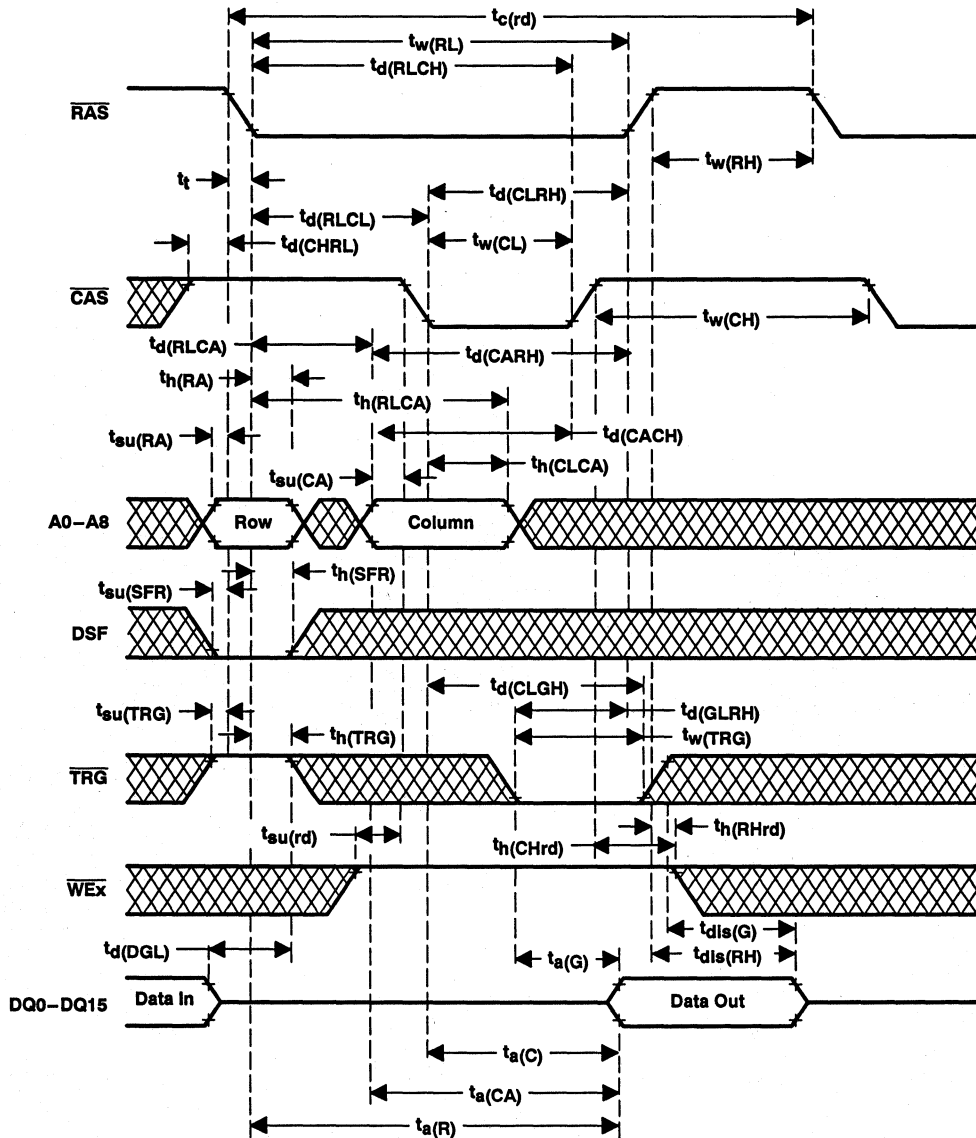 tc(rd)
tw(RL)
td(RLCH)
RAS
tw(RH)
tt
td(CLRH)
td(RLCL)
td(CHRL)
tw(CL)
CAS
tw(CH)
td(RLCA)
td(CARH)
th(RA)
th(RLCA)
tsu(RA)
td(CACH)
tsu(CA)
th(CLCA)
A0–A8
Row
Column
th(SFR)
tsu(SFR)
DSF
td(CLGH)
tsu(TRG)
td(GLRH)
th(TRG)
tw(TRG)
TRG
tsu(rd)
th(RHrd)
th(CHrd)
WEx
tdis(G)
td(DGL)
ta(G)
tdis(RH)
DQ0–DQ15
Data In
Data Out
ta(C)
ta(CA)
ta(R)